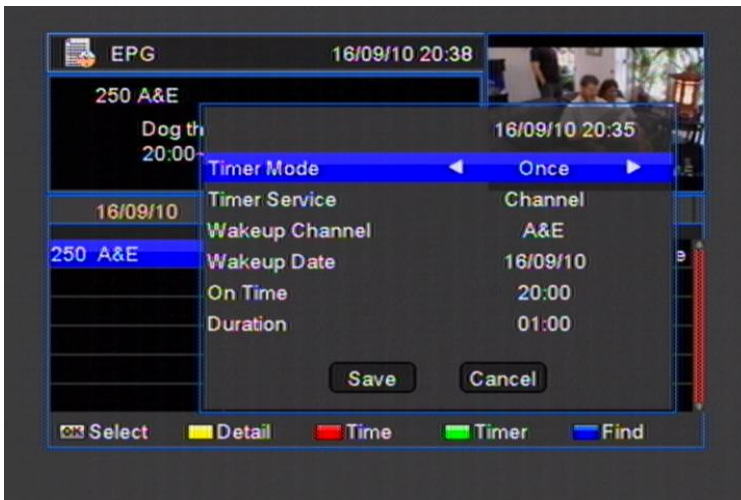 EPG 16/09/10 20:38
250 A&E
Dog th
20:00~
16/09/10 20:35
Timer Mode Once
Timer Service Channel
Wakeup Channel A&E
Wakeup Date 16/09/10
On Time 20:00
Duration 01:00
Save Cancel
16/09/10
250 A&E e
OK Select Detail Time Timer Find